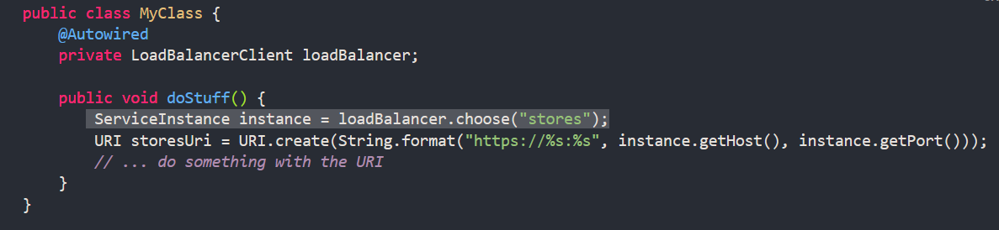 public class MyClass {
    @Autowired
    private LoadBalancerClient loadBalancer;

    public void doStuff() {
        ServiceInstance instance = loadBalancer.choose("stores");
        URI storesUri = URI.create(String.format("https://%s:%s", instance.getHost(), instance.getPort()));
        // ... do something with the URI
    }
}